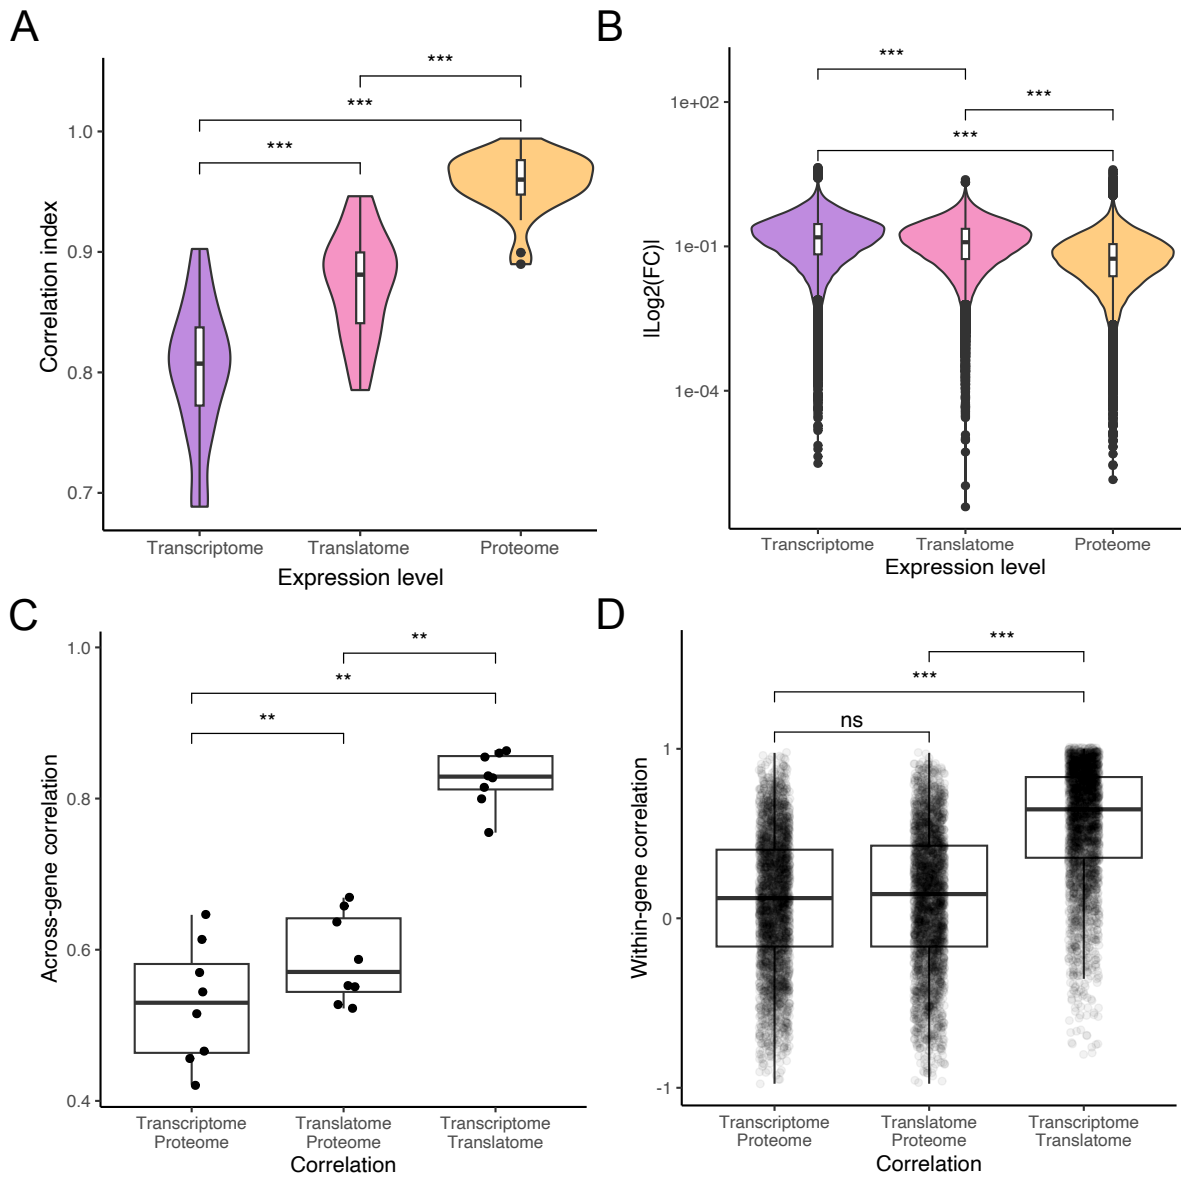 A
***
***
***
1.0
0.9
0.8
0.7
Correlation index
Transcriptome Translatome Proteome
Expression level
B
***
***
***
1e+02
1e-01
1e-04
|Log2(FC)|
Transcriptome Translatome Proteome
Expression level
C
**
**
**
1.0
0.8
0.6
0.4
Across-gene correlation
Transcriptome Translatome Transcriptome
Proteome Proteome Translatome
Correlation
D
***
***
ns
1
0
-1
Within-gene correlation
Transcriptome Translatome Transcriptome
Proteome Proteome Translatome
Correlation